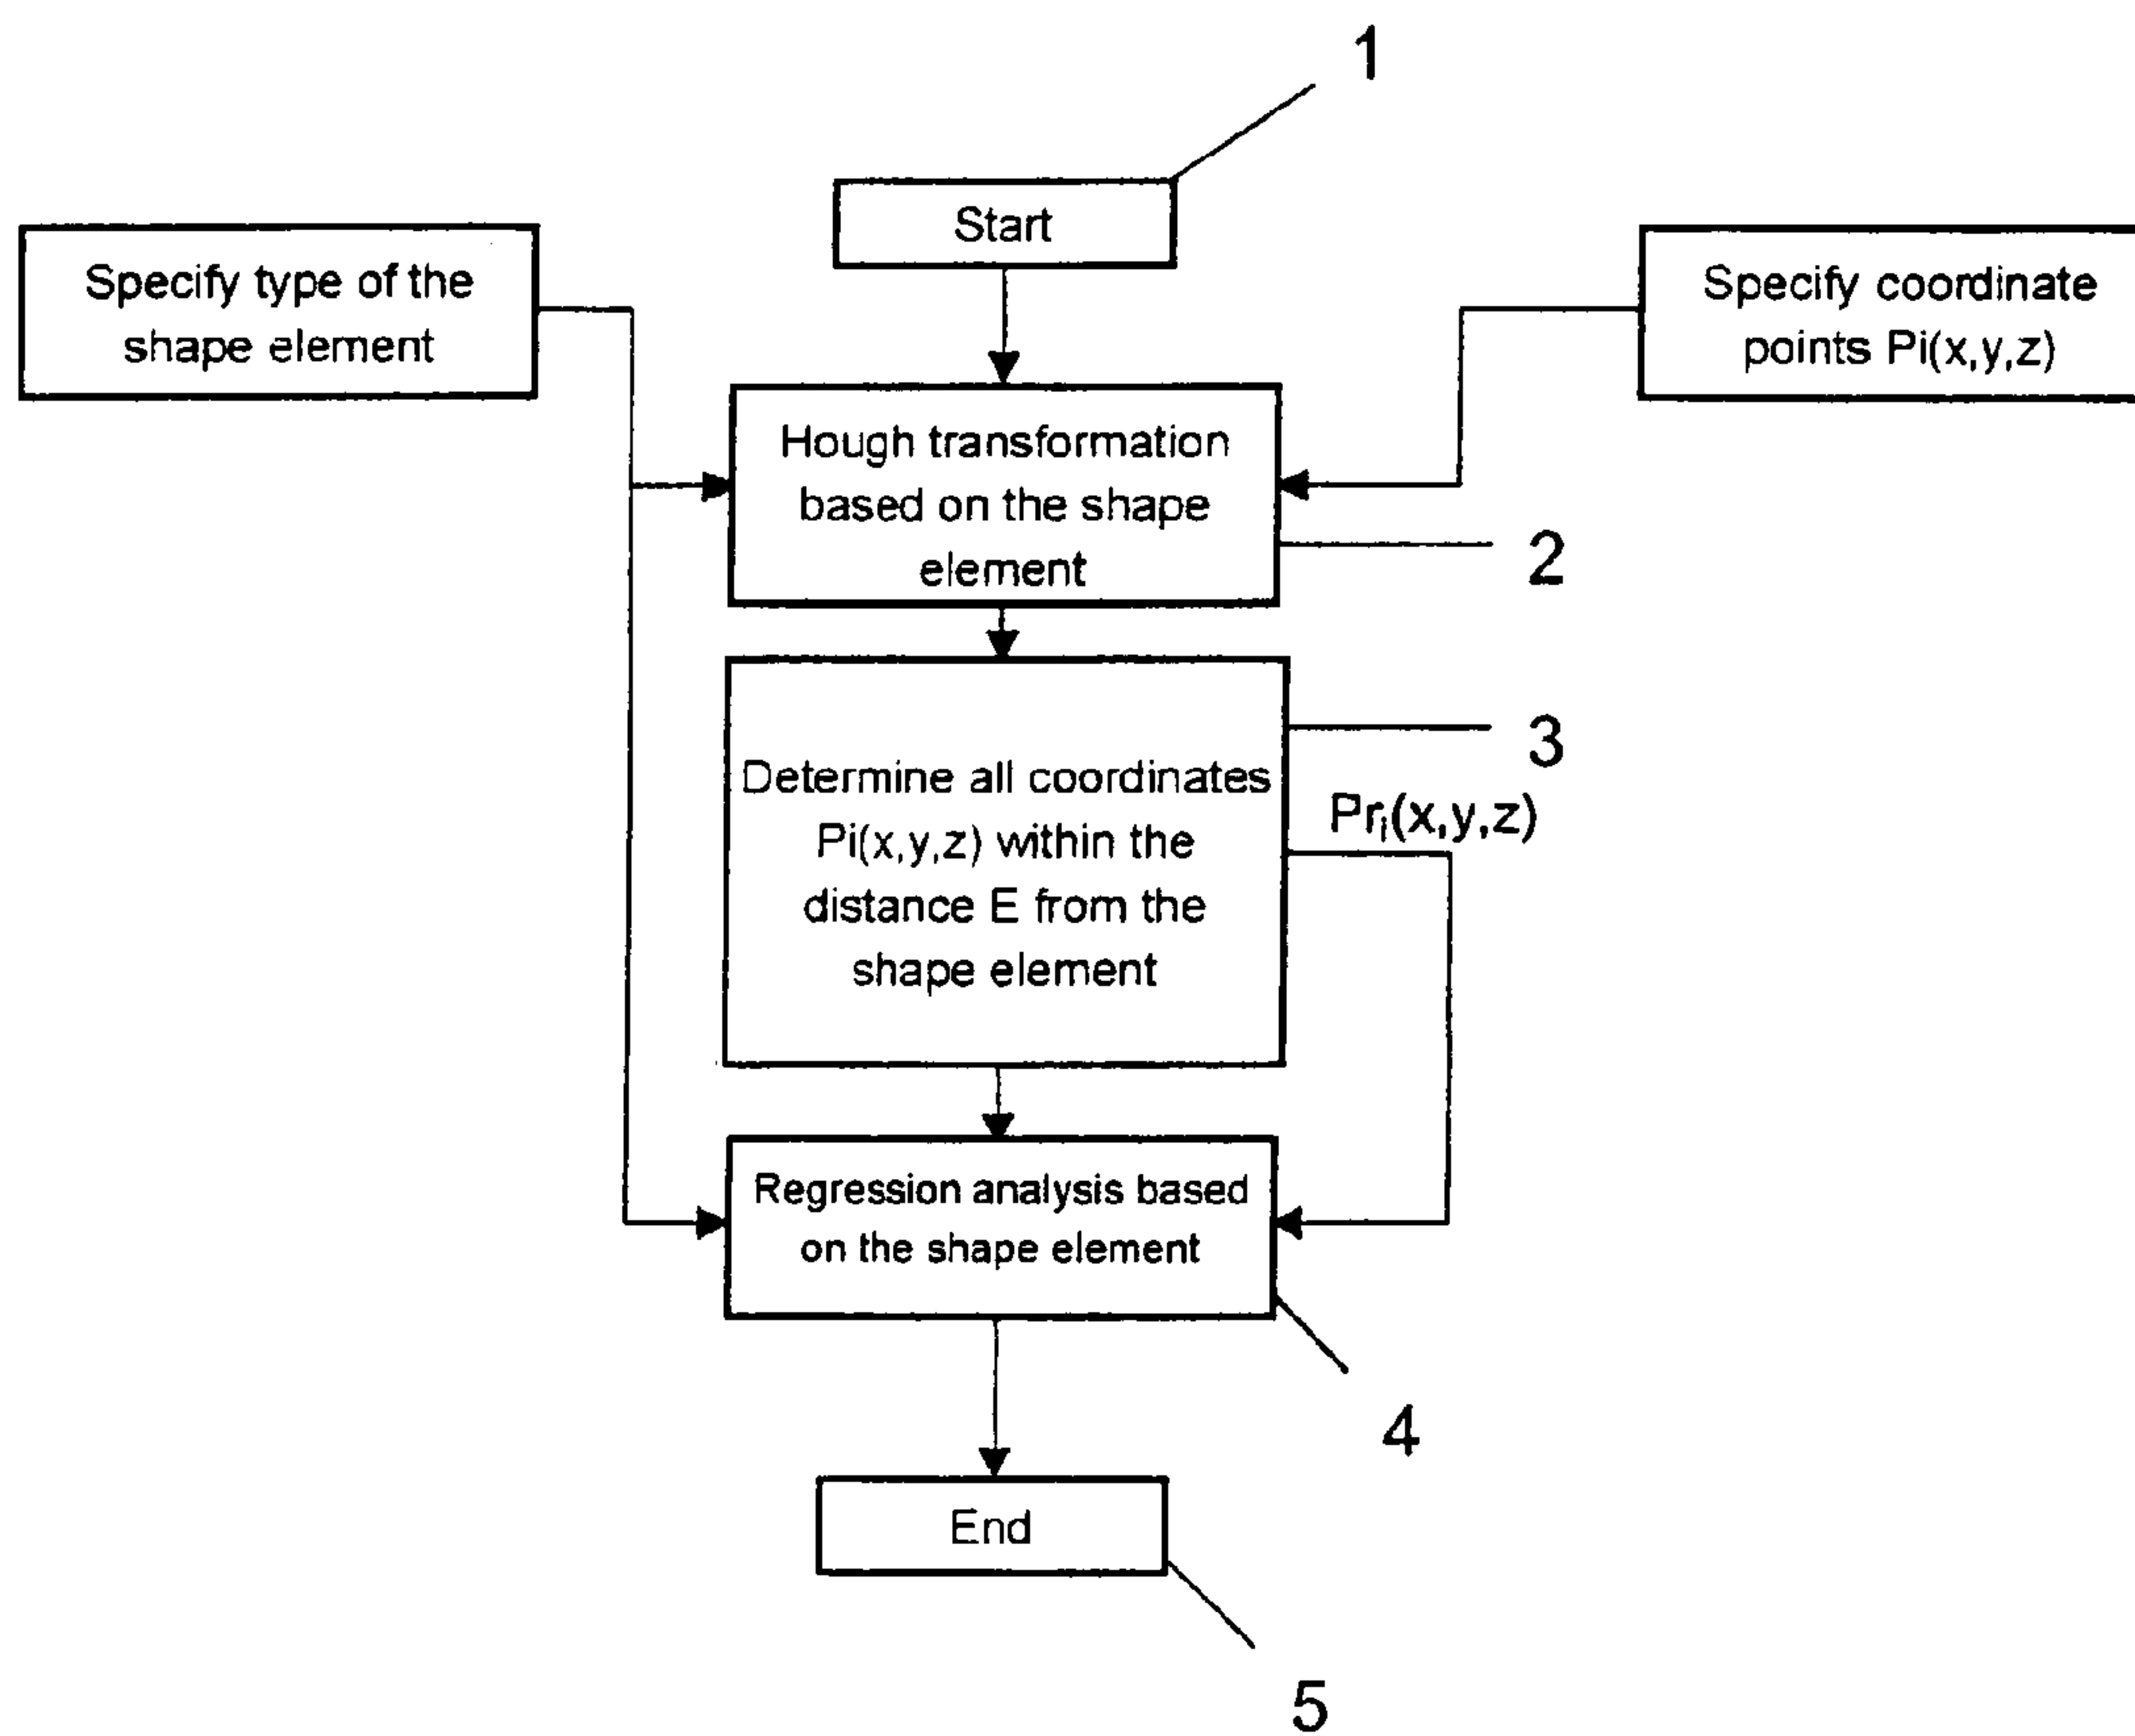 1
Start
Specify type of the
shape element
Specify coordinate
points Pi(x,y,z)
Hough transformation
based on the shape
element
2
3
Determine all coordinates
Pi(x,y,z) within the
distance E from the
shape element
Pri(x,y,z)
Regression analysis based
on the shape element
4
End
5